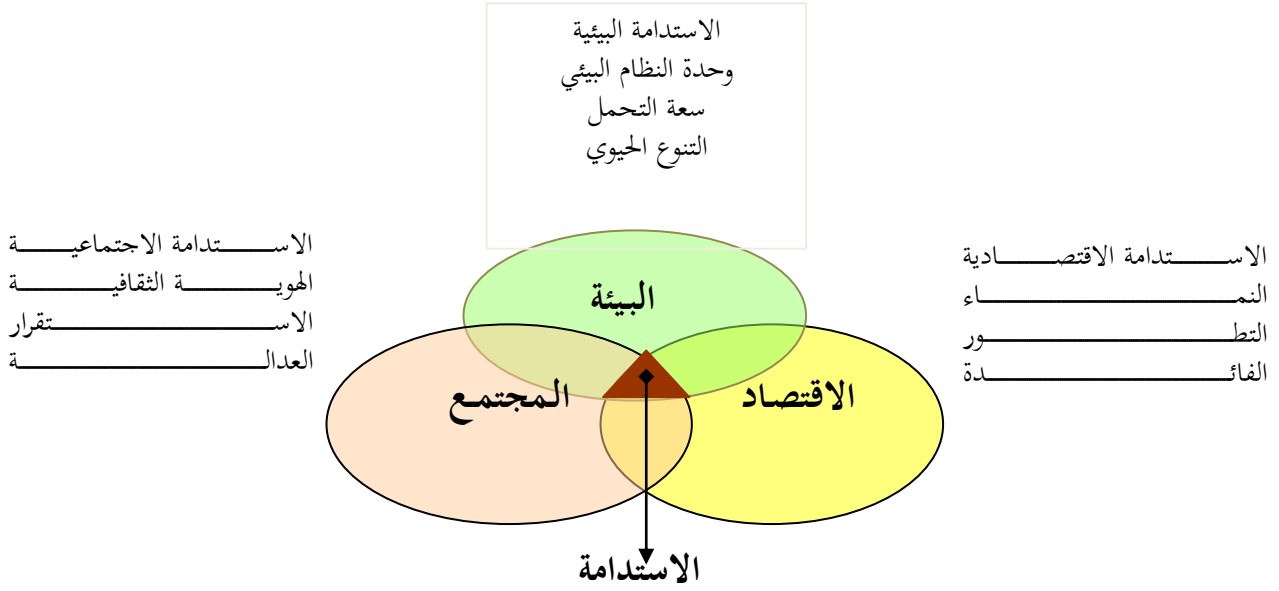 الاستدامة البيئية
وحدة النظام البيئي
سعة التحمل
التنوع الحيوي
الاستدامة الاقتصادية
النماء
التطور
الفائدة
الاستدامة الاجتماعية
الهوية الثقافية
الاستقرار
العدالة
البيئة
الاقتصاد
المجتمع
الاستدامة